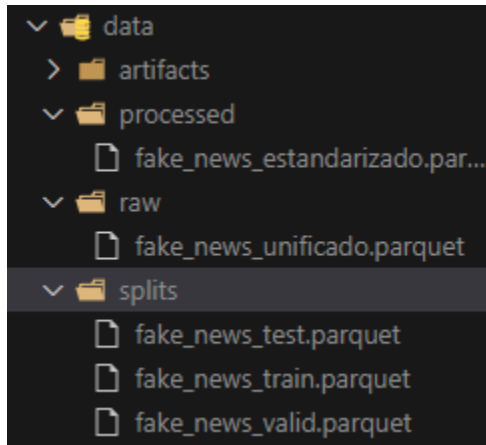 data
artifacts
processed
fake_news_estandarizado.par...
raw
fake_news_unificado.parquet
splits
fake_news_test.parquet
fake_news_train.parquet
fake_news_valid.parquet